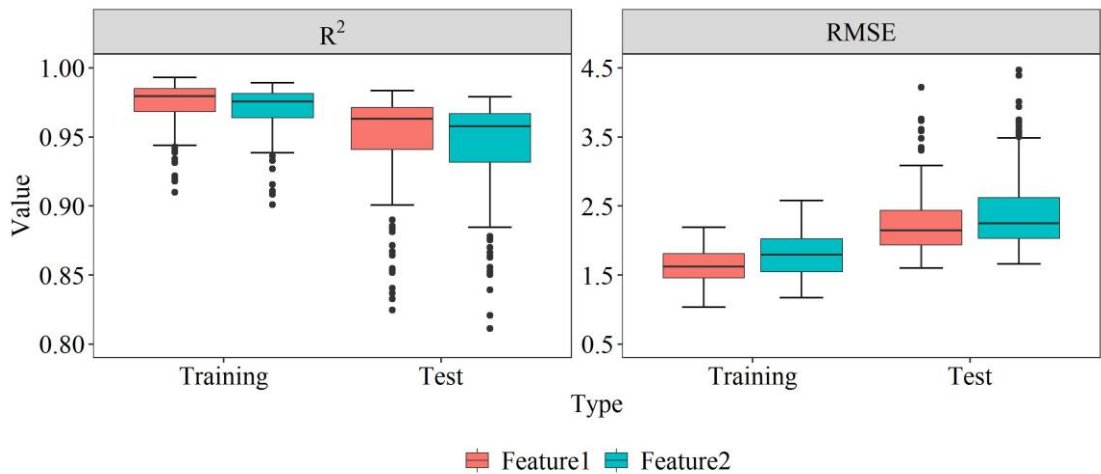 R²
RMSE
Value
1.00
0.95
0.90
0.85
0.80
4.5
3.5
2.5
1.5
0.5
Training Test
Training Test
Type
Feature1 Feature2